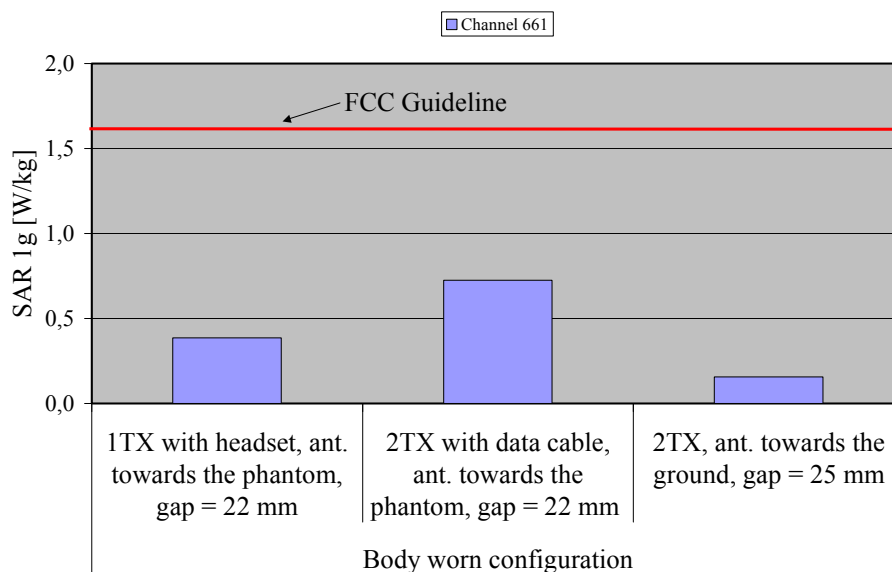 Channel 661
2,0
1,5
1,0
0,5
0,0
SAR 1g [W/kg]
FCC Guideline
1TX with headset, ant.
towards the phantom,
gap = 22 mm
2TX with data cable,
ant. towards the
phantom, gap = 22 mm
2TX, ant. towards the
ground, gap = 25 mm
Body worn configuration